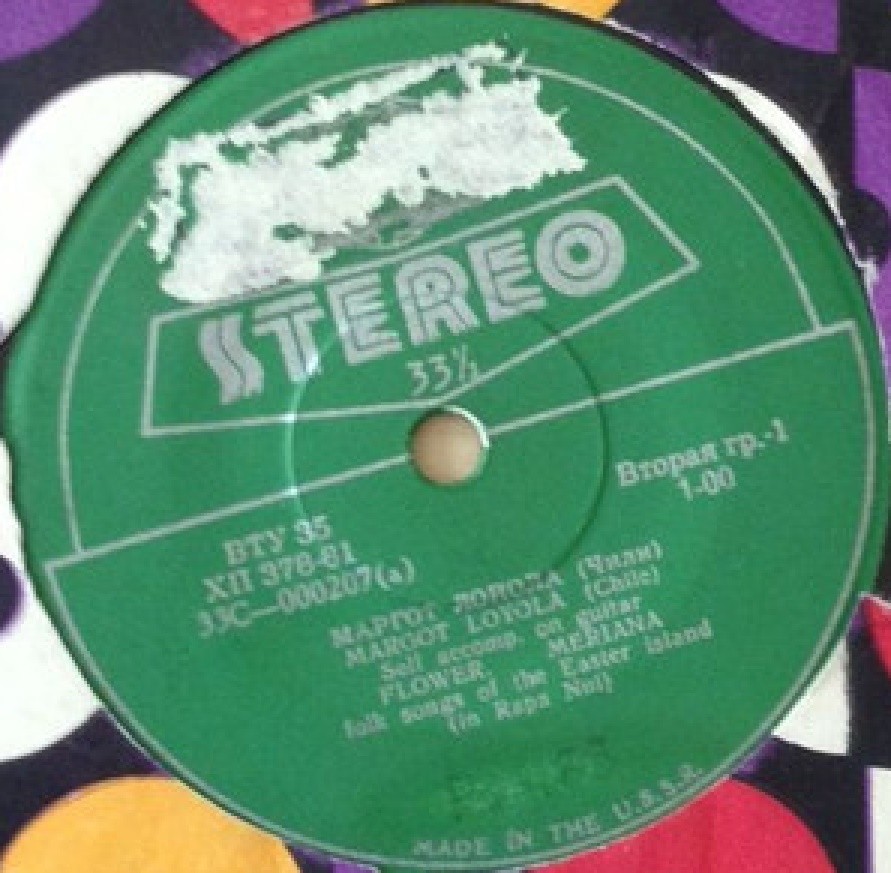 STEREO
33⅓
Вторая гр.-1
1-00
ВТУ 35
ХП 376-61
33С—000207(а)
МАРГОТ ЛОЙОЛА (Чили)
MARGOT LOYOLA (Chile)
Self accomp. on guitar
FLOWER. MERIANA
folk songs of the Easter island
(in Rapa Nui)
MADE IN THE U.S.S.R.